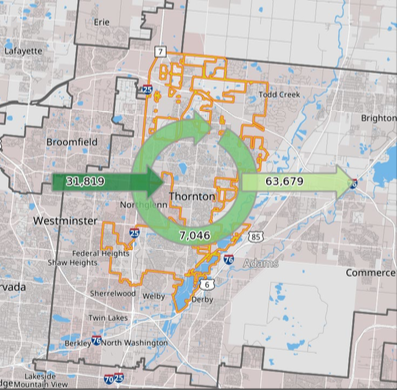 Erie
Lafayette
7
25
Todd Creek
Brighton
Broomfield
31,819
63,679
76
Thornton
Northglenn
Westminster
25
7,046
85
Federal Heights
76
Adams
Shaw Heights
Commerce
6
Sherrelwood
Welby
Derby
Twin Lakes
Berkley
76
North Washington
Lakeside
Mountain View
70
25